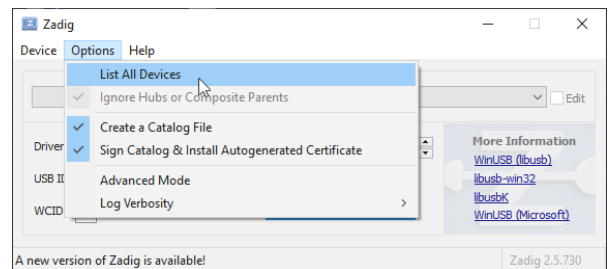 Zadig
Device Options Help
List All Devices
Ignore Hubs or Composite Parents
Edit
Create a Catalog File
Sign Catalog & Install Autogenerated Certificate
Advanced Mode
Log Verbosity
Driver
USB ID
WCID
More Information
WinUSB (libusb)
libusb-win32
libusbK
WinUSB (Microsoft)
A new version of Zadig is available!
Zadig 2.5.730